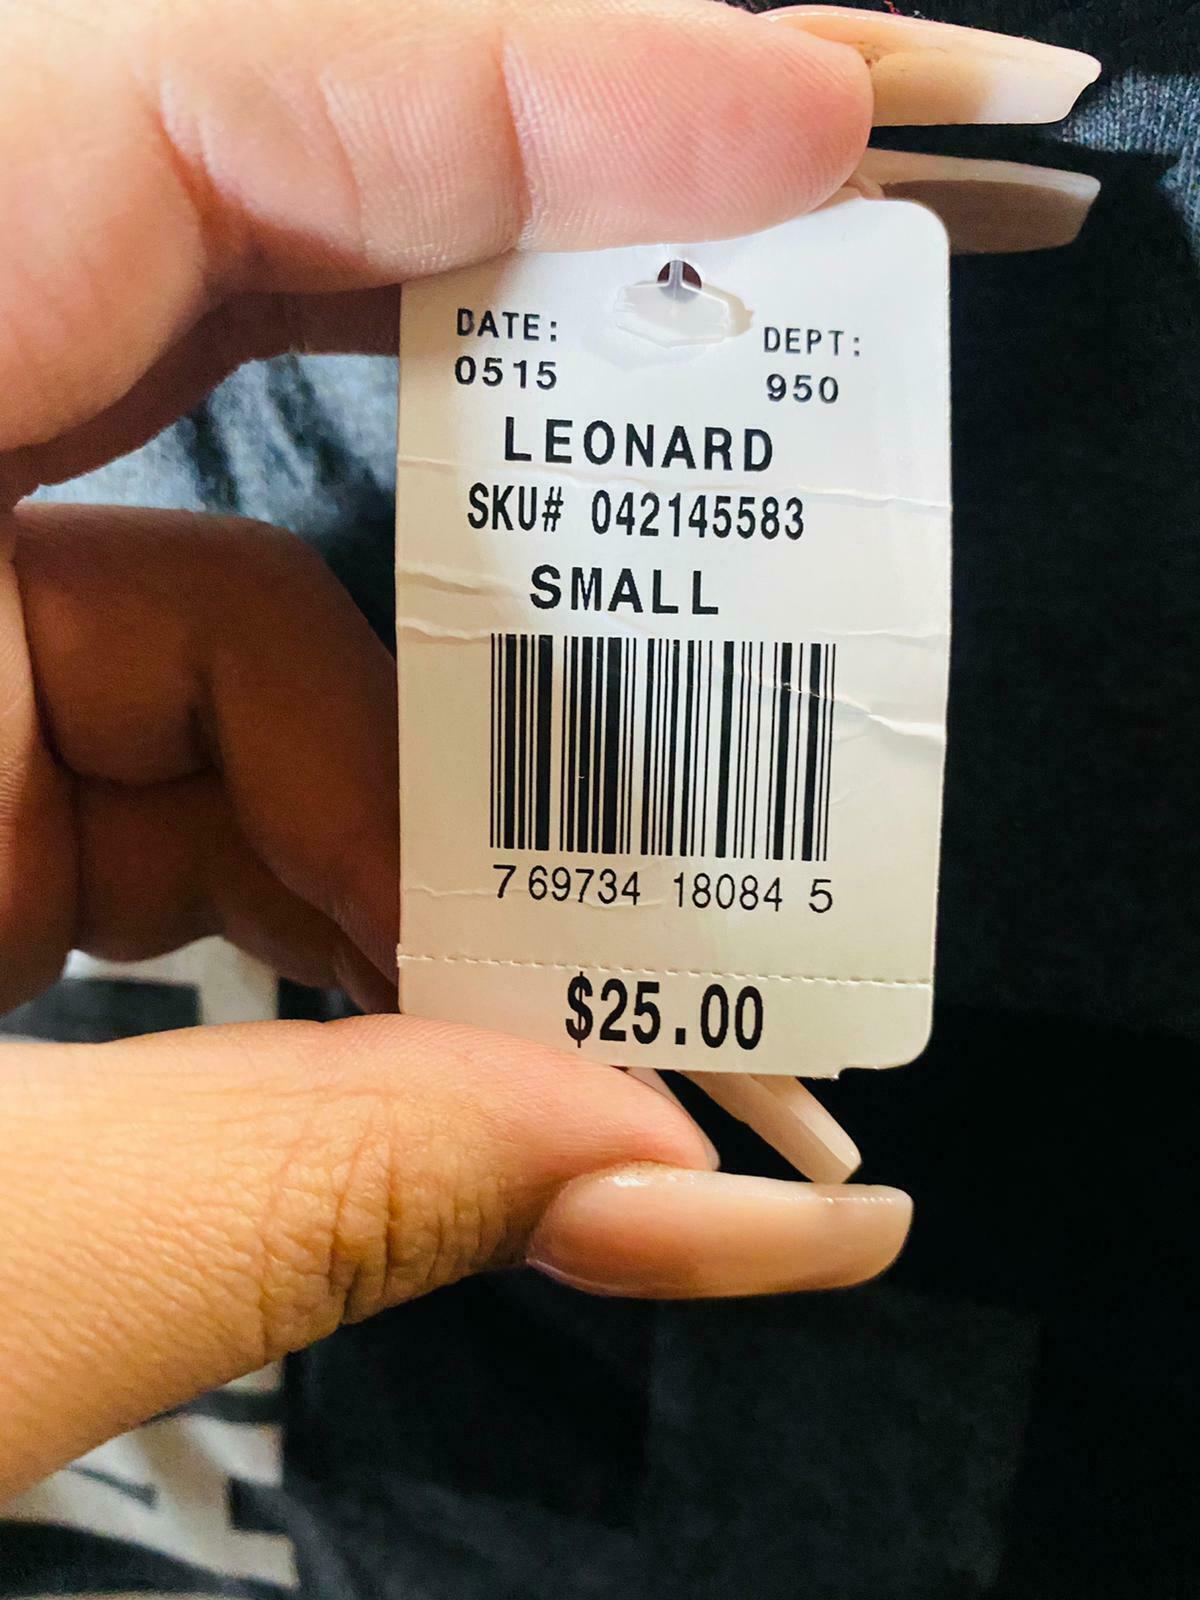 DATE: DEPT:
0515 950
LEONARD
SKU# 042145583
SMALL
7 69734 18084 5
$25.00